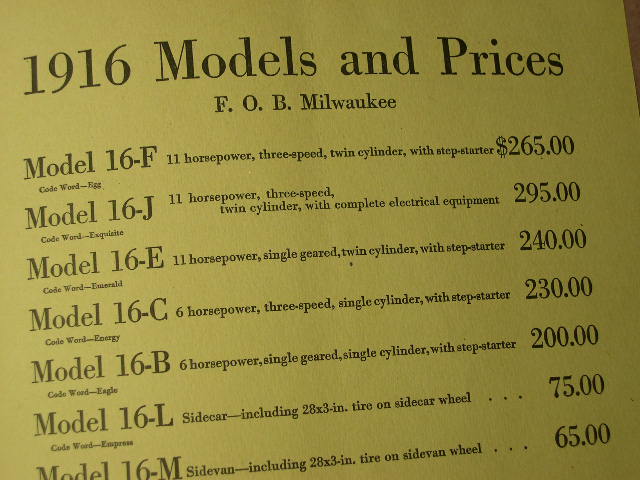 1916 Models and Prices
F. O. B. Milwaukee
Model 16-F 11 horsepower, three-speed, twin cylinder, with step-starter $265.00
Code Word—Egg
Model 16-J 11 horsepower, three-speed,
twin cylinder, with complete electrical equipment 295.00
Code Word—Exquisite
Model 16-E 11 horsepower, single geared, twin cylinder, with step-starter 240.00
Code Word—Emerald
Model 16-C 6 horsepower, three-speed, single cylinder, with step-starter 230.00
Code Word—Energy
Model 16-B 6 horsepower, single geared, single cylinder, with step-starter 200.00
Code Word—Eagle
Model 16-L Sidecar—including 28x3-in. tire on sidecar wheel . . . 75.00
Code Word—Empress
Model 16-M Sidevan—including 28x3-in. tire on sidevan wheel . . . 65.00